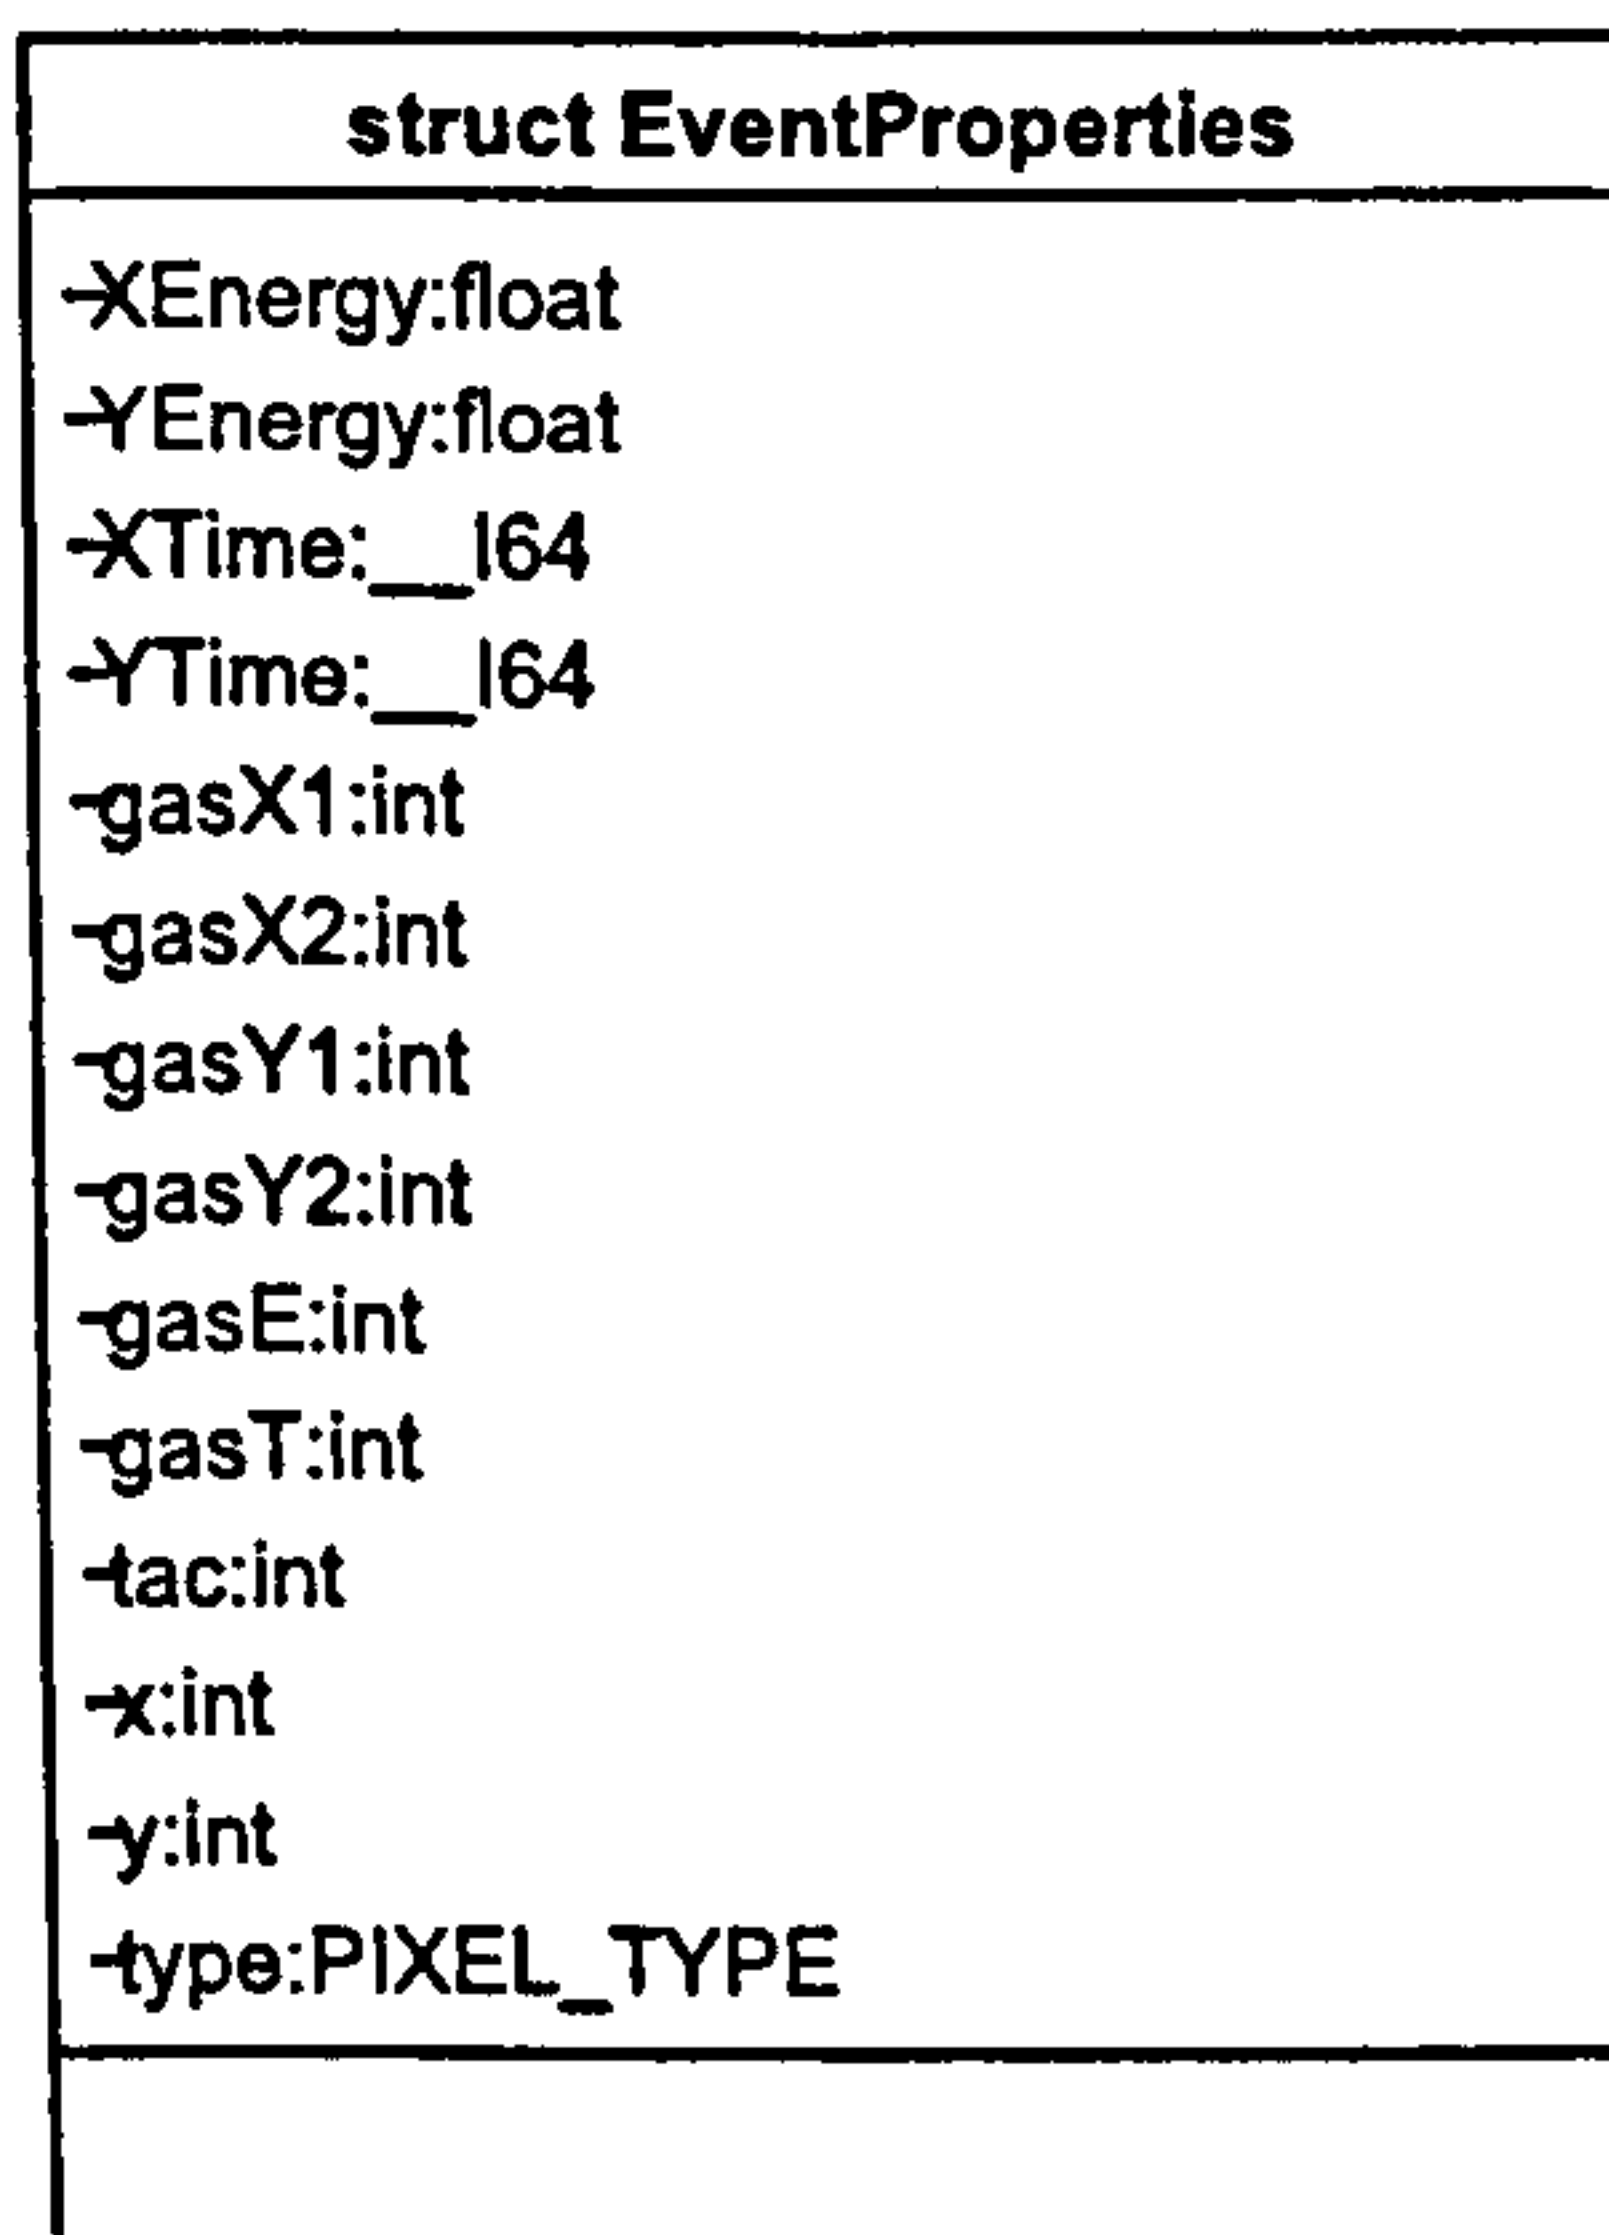 struct EventProperties
-XEnergy:float
-YEnergy:float
-XTime:__I64
-YTime:__I64
-gasX1:int
-gasX2:int
-gasY1:int
-gasY2:int
-gasE:int
-gasT:int
-tac:int
-x:int
-y:int
-type:PIXEL_TYPE